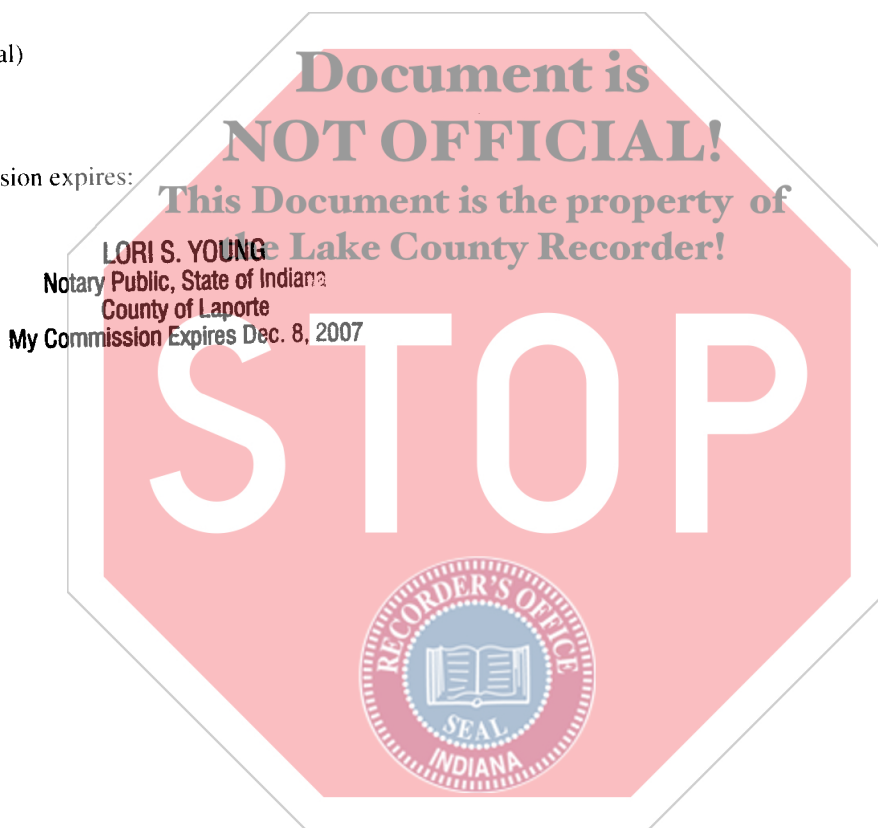 al)
Document is
NOT OFFICIAL!
sion expires:
This Document is the property of
the Lake County Recorder!
LORI S. YOUNG
Notary Public, State of Indiana
County of Laporte
My Commission Expires Dec. 8, 2007
STOP
RECORDER'S OFFICE
SEAL
INDIANA